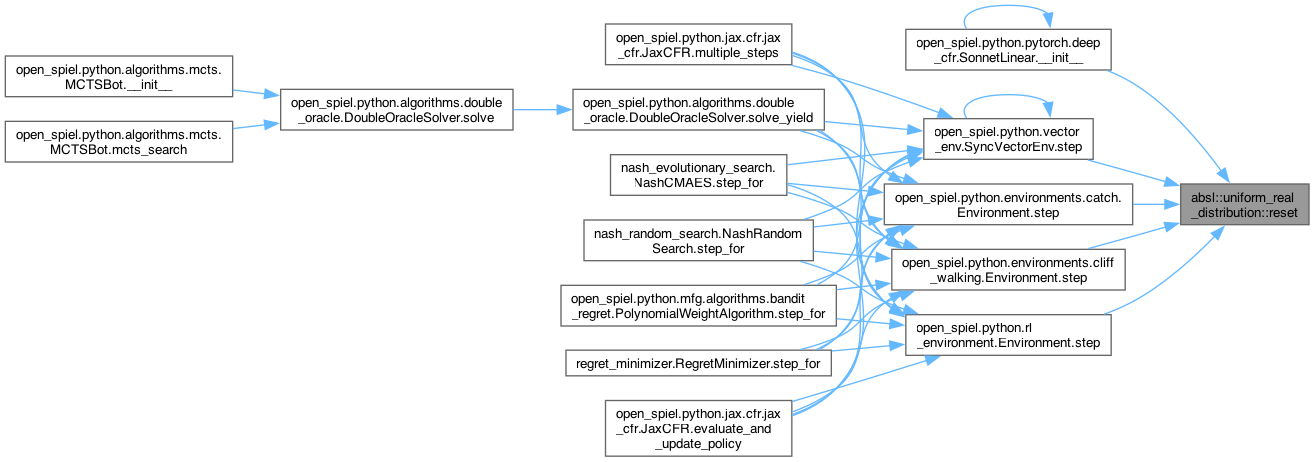 open_spiel.python.algorithms.mcts.
MCTSBot.__init__
open_spiel.python.algorithms.mcts.
MCTSBot.mcts_search
open_spiel.python.algorithms.double
_oracle.DoubleOracleSolver.solve
open_spiel.python.jax.cfr.jax
_cfr.JaxCFR.multiple_steps
open_spiel.python.algorithms.double
_oracle.DoubleOracleSolver.solve_yield
nash_evolutionary_search.
NashCMAES.step_for
nash_random_search.NashRandom
Search.step_for
open_spiel.python.mfg.algorithms.bandit
_regret.PolynomialWeightAlgorithm.step_for
regret_minimizer.RegretMinimizer.step_for
open_spiel.python.jax.cfr.jax
_cfr.JaxCFR.evaluate_and
_update_policy
open_spiel.python.pytorch.deep
_cfr.SonnetLinear.__init__
open_spiel.python.vector
_env.SyncVectorEnv.step
open_spiel.python.environments.catch.
Environment.step
open_spiel.python.environments.cliff
_walking.Environment.step
open_spiel.python.rl
_environment.Environment.step
absl::uniform_real
_distribution::reset